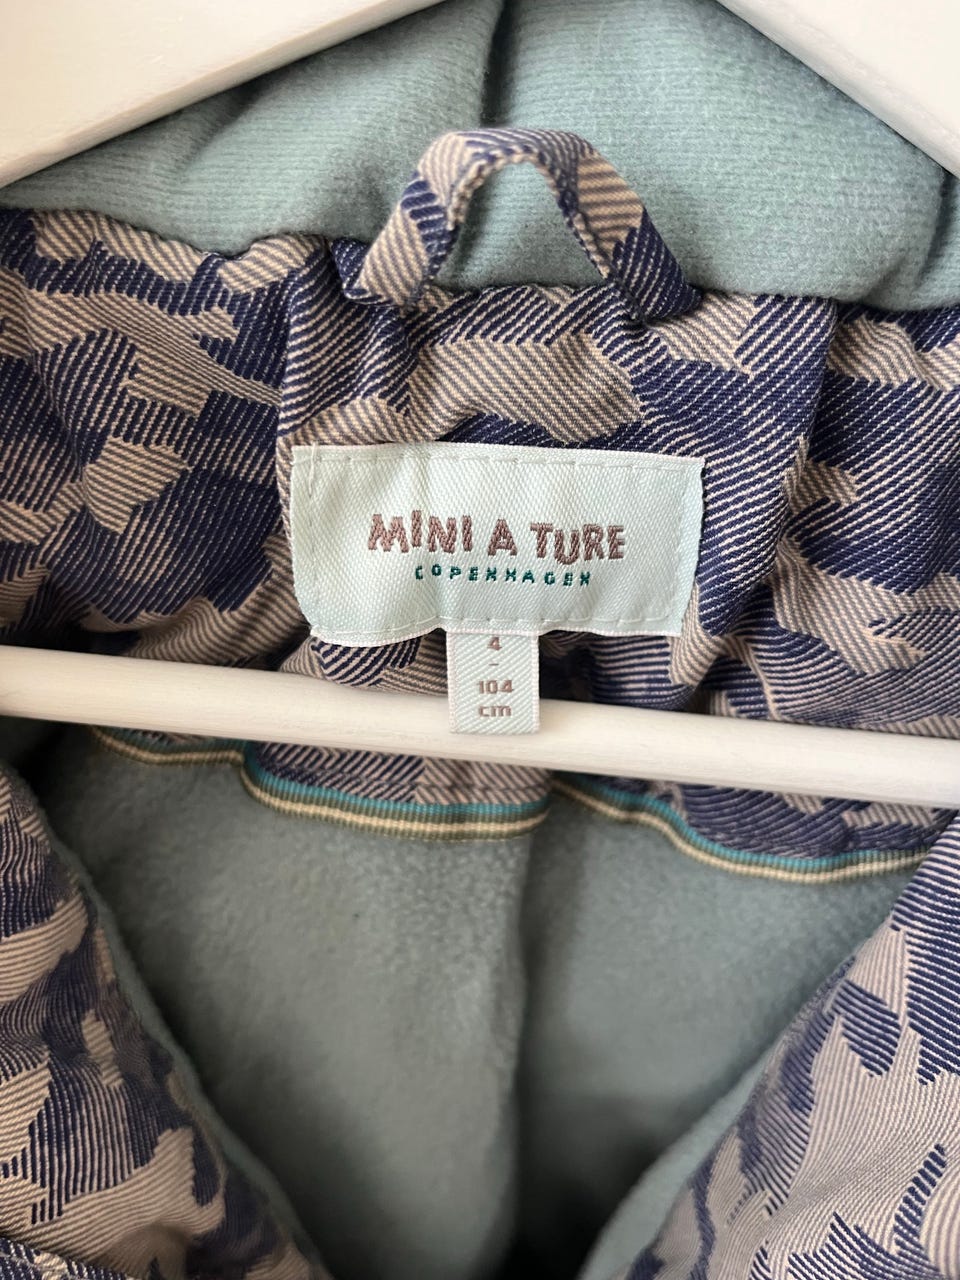 MINI A TURE
COPENHAGEN
4
-
104
cm